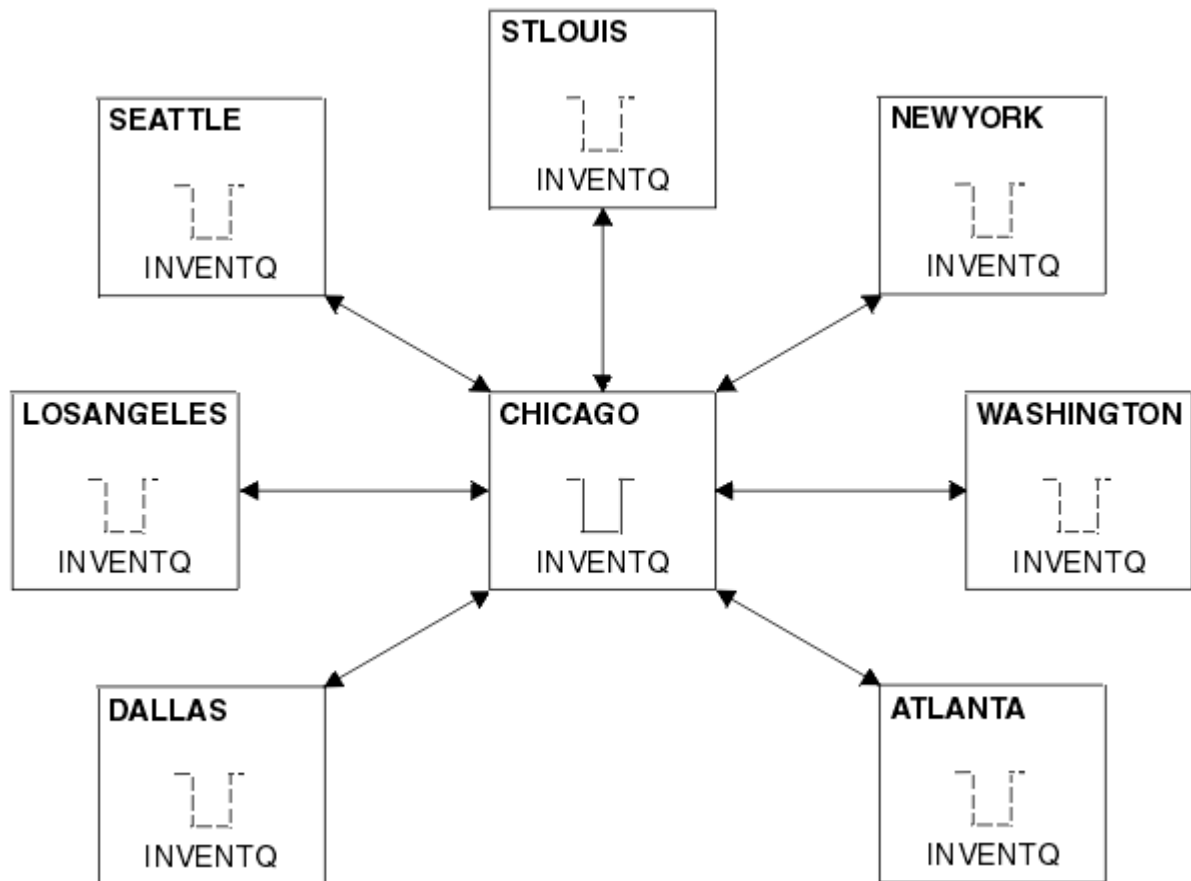 STLOUIS
INVENTQ
SEATTLE
INVENTQ
NEWYORK
INVENTQ
LOSANGELES
INVENTQ
CHICAGO
INVENTQ
WASHINGTON
INVENTQ
DALLAS
INVENTQ
ATLANTA
INVENTQ